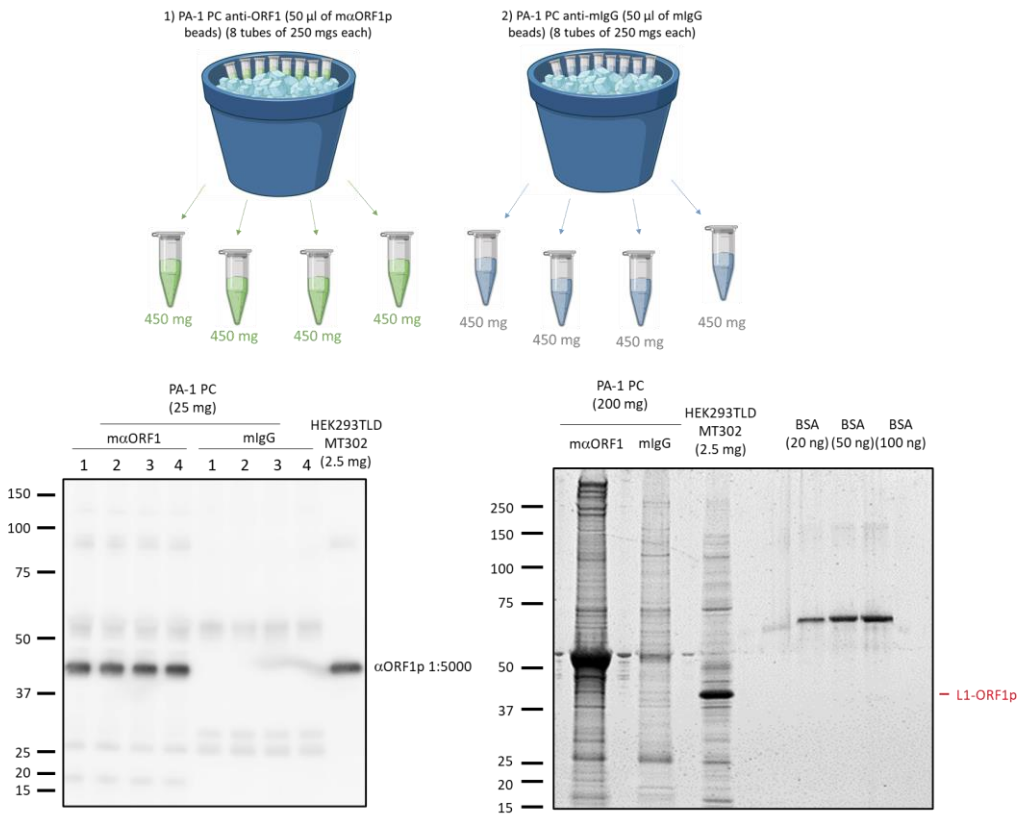 1) PA-1 PC anti-ORF1 (50 µl of mαORF1p
beads) (8 tubes of 250 mgs each)
2) PA-1 PC anti-mIgG (50 µl of mIgG
beads) (8 tubes of 250 mgs each)
450 mg
450 mg
450 mg
450 mg
450 mg
450 mg
450 mg
450 mg
PA-1 PC
(25 mg)
mαORF1
mIgG
HEK293TLD
MT302
(2.5 mg)
1 2 3 4 1 2 3 4
150
100
75
50
37
25
20
15
αORF1p 1:5000
PA-1 PC
(200 mg)
mαORF1
mIgG
HEK293TLD
MT302
(2.5 mg)
BSA
(20 ng)
BSA
(50 ng)
BSA
(100 ng)
250
150
100
75
50
37
25
20
15
L1-ORF1p